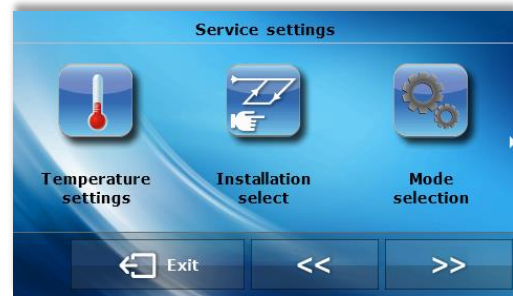 Service settings
Temperature
settings
Installation
select
Mode
selection
Exit
<<
>>